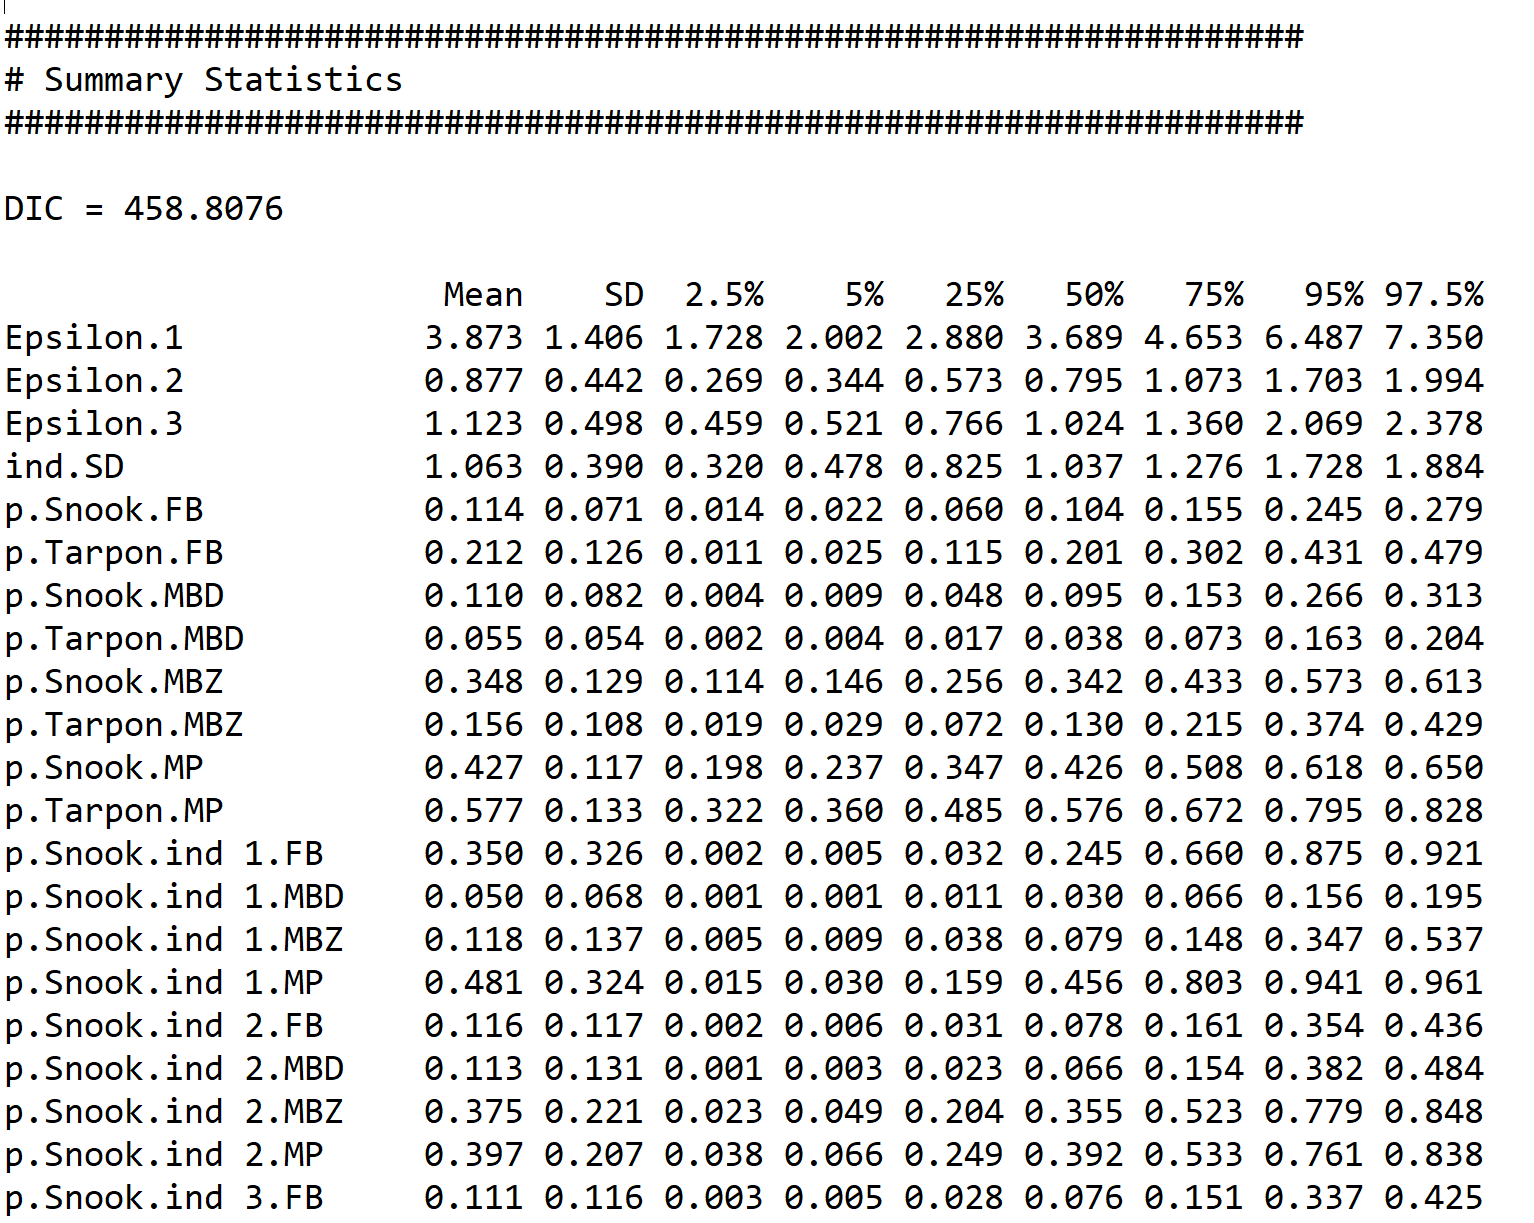 #################################################################
# Summary Statistics
#################################################################
DIC = 458.8076
Mean SD 2.5% 5% 25% 50% 75% 95% 97.5%
Epsilon.1 3.873 1.406 1.728 2.002 2.880 3.689 4.653 6.487 7.350
Epsilon.2 0.877 0.442 0.269 0.344 0.573 0.795 1.073 1.703 1.994
Epsilon.3 1.123 0.498 0.459 0.521 0.766 1.024 1.360 2.069 2.378
ind.SD 1.063 0.390 0.320 0.478 0.825 1.037 1.276 1.728 1.884
p.Snook.FB 0.114 0.071 0.014 0.022 0.060 0.104 0.155 0.245 0.279
p.Tarpon.FB 0.212 0.126 0.011 0.025 0.115 0.201 0.302 0.431 0.479
p.Snook.MBD 0.110 0.082 0.004 0.009 0.048 0.095 0.153 0.266 0.313
p.Tarpon.MBD 0.055 0.054 0.002 0.004 0.017 0.038 0.073 0.163 0.204
p.Snook.MBZ 0.348 0.129 0.114 0.146 0.256 0.342 0.433 0.573 0.613
p.Tarpon.MBZ 0.156 0.108 0.019 0.029 0.072 0.130 0.215 0.374 0.429
p.Snook.MP 0.427 0.117 0.198 0.237 0.347 0.426 0.508 0.618 0.650
p.Tarpon.MP 0.577 0.133 0.322 0.360 0.485 0.576 0.672 0.795 0.828
p.Snook.ind 1.FB 0.350 0.326 0.002 0.005 0.032 0.245 0.660 0.875 0.921
p.Snook.ind 1.MBD 0.050 0.068 0.001 0.001 0.011 0.030 0.066 0.156 0.195
p.Snook.ind 1.MBZ 0.118 0.137 0.005 0.009 0.038 0.079 0.148 0.347 0.537
p.Snook.ind 1.MP 0.481 0.324 0.015 0.030 0.159 0.456 0.803 0.941 0.961
p.Snook.ind 2.FB 0.116 0.117 0.002 0.006 0.031 0.078 0.161 0.354 0.436
p.Snook.ind 2.MBD 0.113 0.131 0.001 0.003 0.023 0.066 0.154 0.382 0.484
p.Snook.ind 2.MBZ 0.375 0.221 0.023 0.049 0.204 0.355 0.523 0.779 0.848
p.Snook.ind 2.MP 0.397 0.207 0.038 0.066 0.249 0.392 0.533 0.761 0.838
p.Snook.ind 3.FB 0.111 0.116 0.003 0.005 0.028 0.076 0.151 0.337 0.425